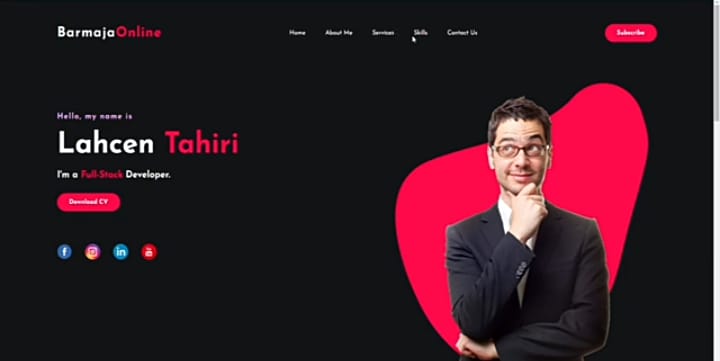 BarmajaOnline
Home About Me Services Skills Contact Us
Subscribe
Hello, my name is
Lahcen Tahiri
I'm a Full-Stack Developer.
Download CV
f in